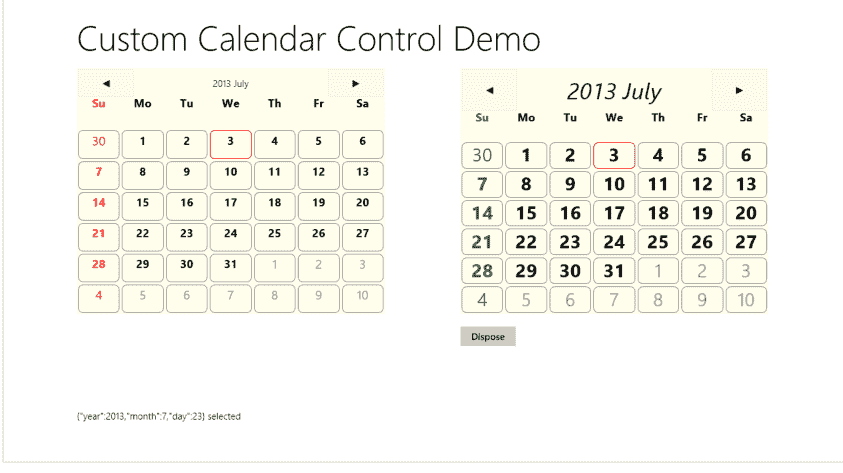 Custom Calendar Control Demo
◄ 2013 July ►
Su Mo Tu We Th Fr Sa
30 1 2 3 4 5 6
7 8 9 10 11 12 13
14 15 16 17 18 19 20
21 22 23 24 25 26 27
28 29 30 31 1 2 3
4 5 6 7 8 9 10
◄ 2013 July ►
Su Mo Tu We Th Fr Sa
30 1 2 3 4 5 6
7 8 9 10 11 12 13
14 15 16 17 18 19 20
21 22 23 24 25 26 27
28 29 30 31 1 2 3
4 5 6 7 8 9 10
Dispose
{"year":2013,"month":7,"day":23} selected